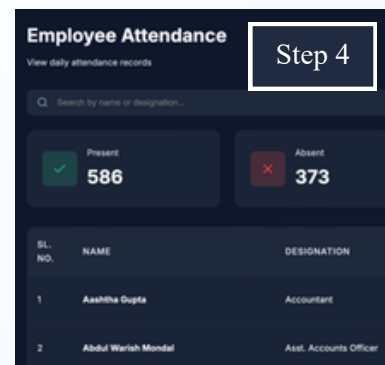 Employee Attendance
Step 4
View daily attendance records
Search by name or designation...
Present
586
Absent
373
SL. NO.
NAME
DESIGNATION
1 Aashtha Gupta Accountant
2 Abdul Warish Mondal Asst. Accounts Officer